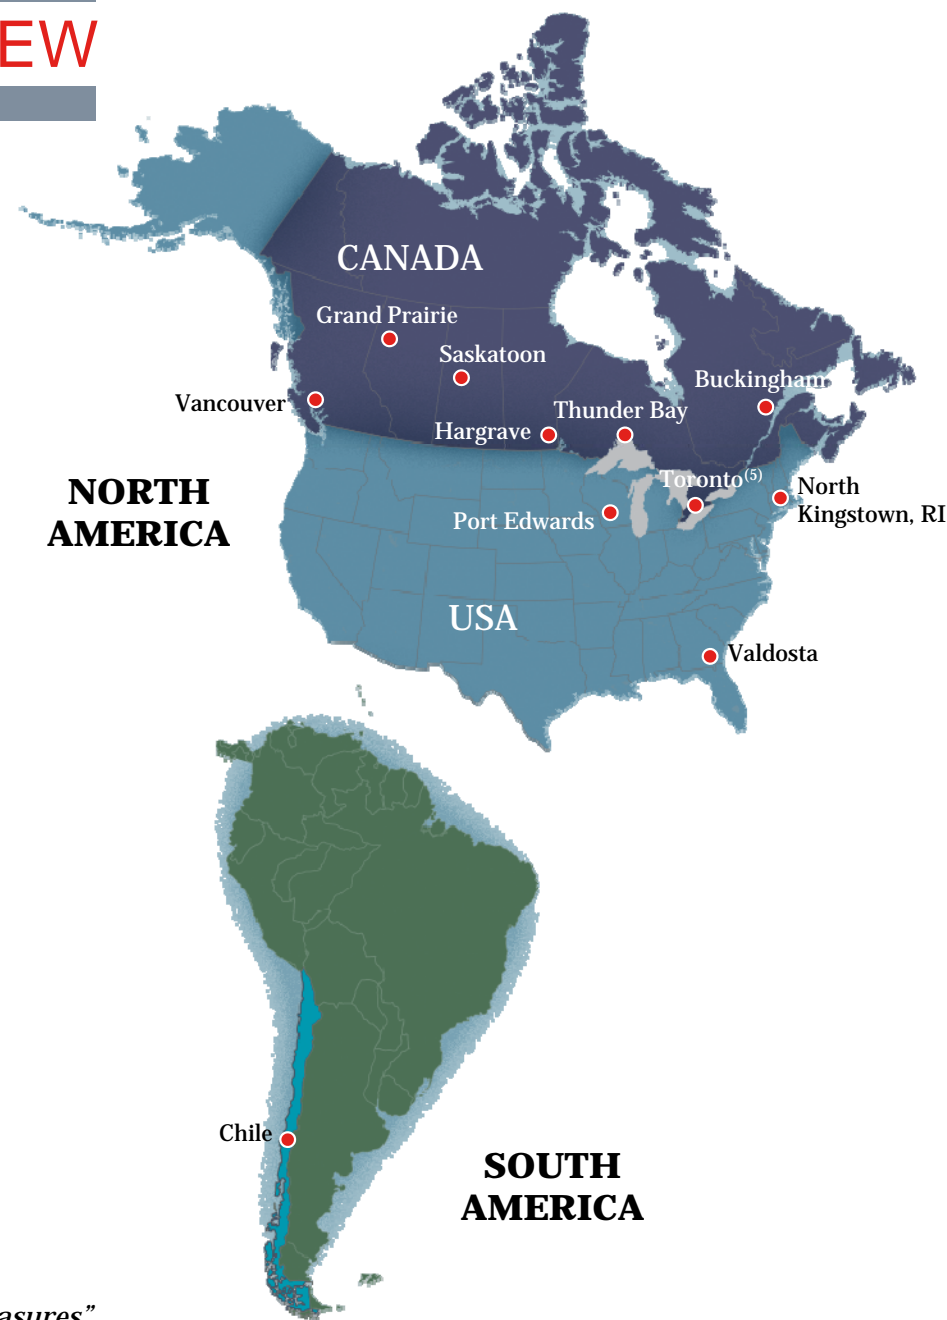 EW
CANADA
Grand Prairie
Saskatoon
Buckingham
Vancouver
Thunder Bay
Hargrave
Toronto(5)
NORTH
AMERICA
North
Kingstown, RI
Port Edwards
USA
Valdosta
Chile
SOUTH
AMERICA
asures”